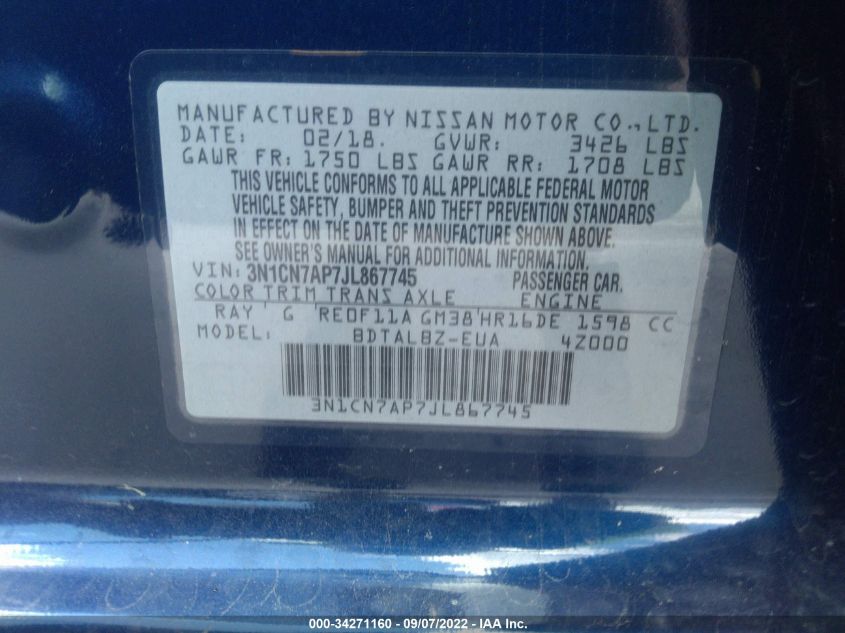 MANUFACTURED BY NISSAN MOTOR CO.,LTD.
DATE: 02/18. GVWR: 3426 LBS
GAWR FR: 1750 LBS GAWR RR: 1708 LBS
THIS VEHICLE CONFORMS TO ALL APPLICABLE FEDERAL MOTOR
VEHICLE SAFETY, BUMPER AND THEFT PREVENTION STANDARDS
IN EFFECT ON THE DATE OF MANUFACTURE SHOWN ABOVE.
SEE OWNER'S MANUAL FOR ADDITIONAL INFORMATION.
VIN: 3N1CN7AP7JL867745 PASSENGER CAR.
COLOR TRIM TRANS AXLE ENGINE
RAY G RE0F11A GM38 HR16DE 1598 CC
MODEL: BDTALBZ-EUA 4Z000
3N1CN7AP7JL867745
000-34271160 - 09/07/2022 - IAA Inc.